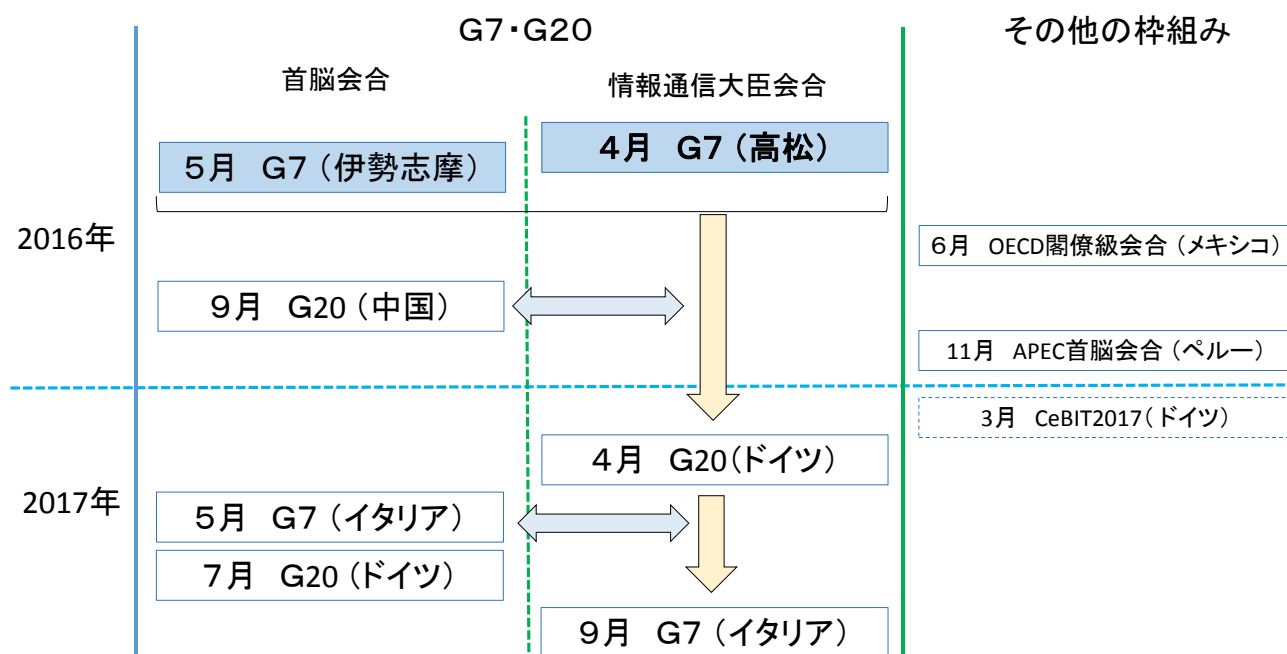 G7・G20
その他の枠組み
首脳会合
情報通信大臣会合
5月 G7（伊勢志摩）
4月 G7（高松）
2016年
6月 OECD閣僚級会合（メキシコ）
9月 G20（中国）
11月 APEC首脳会合（ペルー）
3月 CeBIT2017（ドイツ）
4月 G20（ドイツ）
2017年
5月 G7（イタリア）
7月 G20（ドイツ）
9月 G7（イタリア）